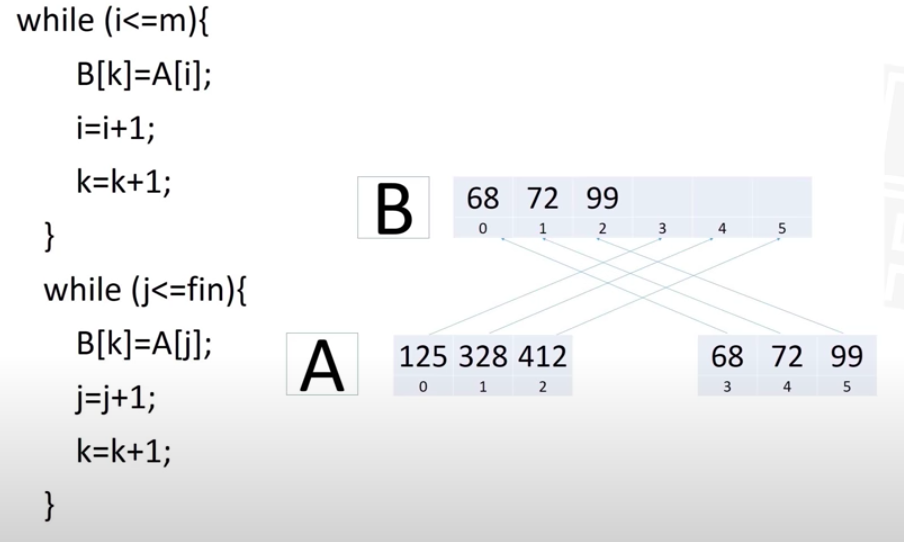 while (i<=m){
B[k]=A[i];
i=i+1;
k=k+1;
}
while (j<=fin){
B[k]=A[j];
j=j+1;
k=k+1;
}
B
68 72 99
0 1 2 3 4 5
A
125 328 412
0 1 2
68 72 99
3 4 5